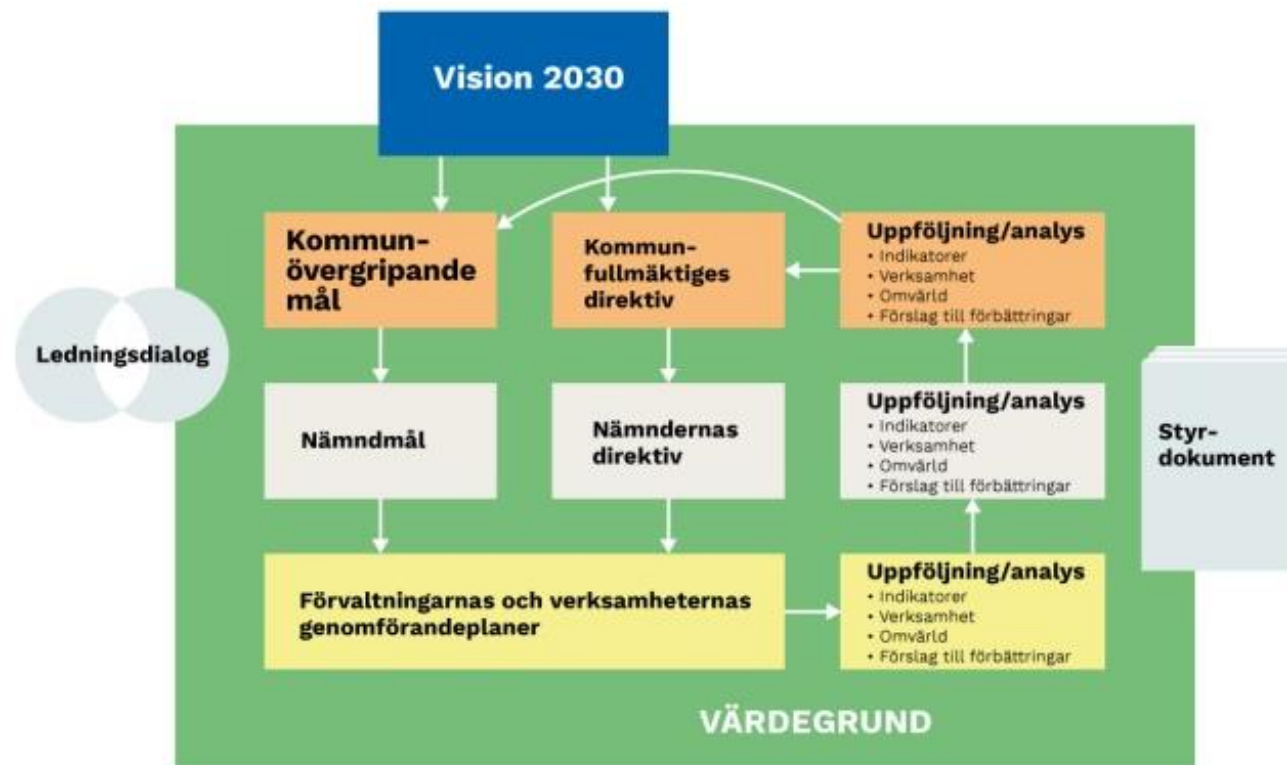 Vision 2030
Kommun-
övergripande
mål
Kommun-
fullmäktiges
direktiv
Uppföljning/analys
• Indikatorer
• Verksamhet
• Omvärld
• Förslag till förbättringar
Ledningsdialog
Nämndmål
Nämndernas
direktiv
Uppföljning/analys
• Indikatorer
• Verksamhet
• Omvärld
• Förslag till förbättringar
Styr-
dokument
Förvaltningarnas och verksamheternas
genomförandeplaner
Uppföljning/analys
• Indikatorer
• Verksamhet
• Omvärld
• Förslag till förbättringar
VÄRDEGRUND